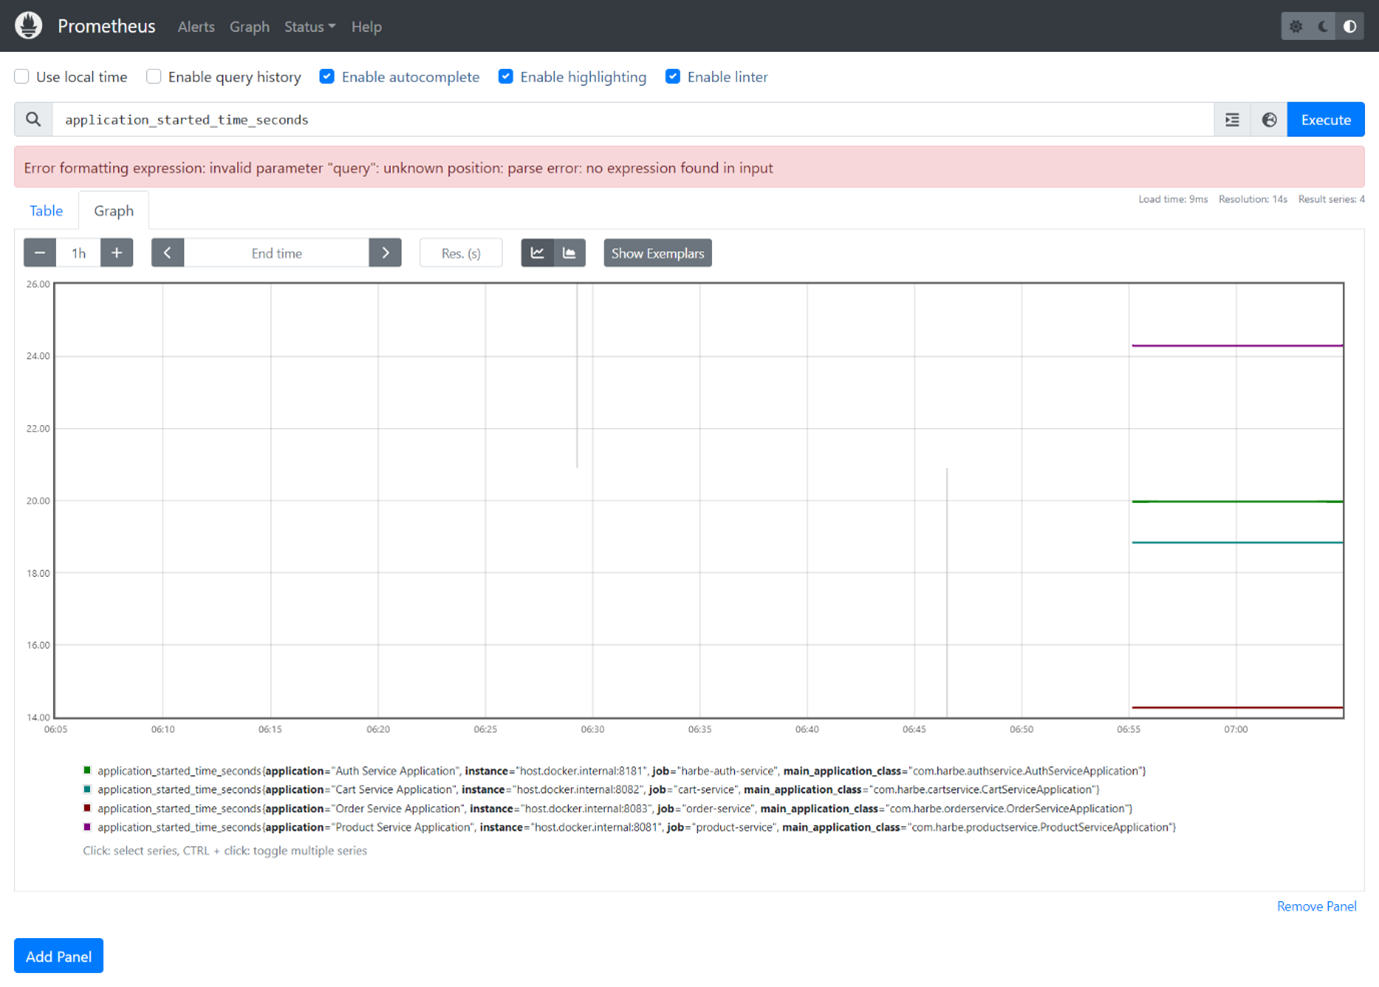 Prometheus Alerts Graph Status Help
Use local time Enable query history Enable autocomplete Enable highlighting Enable linter
application_started_time_seconds Execute
Error formatting expression: invalid parameter "query": unknown position: parse error: no expression found in input
Load time: 9ms Resolution: 14s Result series: 4
Table Graph
− 1h + End time Res. (s) Show Exemplars
26.00
24.00
22.00
20.00
18.00
16.00
14.00
06:05 06:10 06:15 06:20 06:25 06:30 06:35 06:40 06:45 06:50 06:55 07:00
application_started_time_seconds{application="Auth Service Application", instance="host.docker.internal:8181", job="harbe-auth-service", main_application_class="com.harbe.authservice.AuthServiceApplication"}
application_started_time_seconds{application="Cart Service Application", instance="host.docker.internal:8082", job="cart-service", main_application_class="com.harbe.cartservice.CartServiceApplication"}
application_started_time_seconds{application="Order Service Application", instance="host.docker.internal:8083", job="order-service", main_application_class="com.harbe.orderservice.OrderServiceApplication"}
application_started_time_seconds{application="Product Service Application", instance="host.docker.internal:8081", job="product-service", main_application_class="com.harbe.productservice.ProductServiceApplication"}
Click: select series, CTRL + click: toggle multiple series
Remove Panel
Add Panel